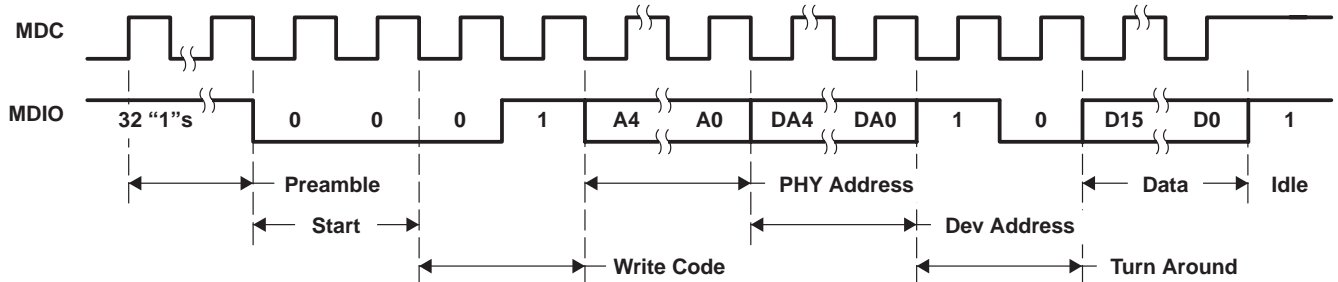 MDC
MDIO
32 “1”s 0 0 0 1 A4 A0 DA4 DA0 1 0 D15 D0 1
Preamble PHY Address Data Idle
Start Dev Address
Write Code Turn Around